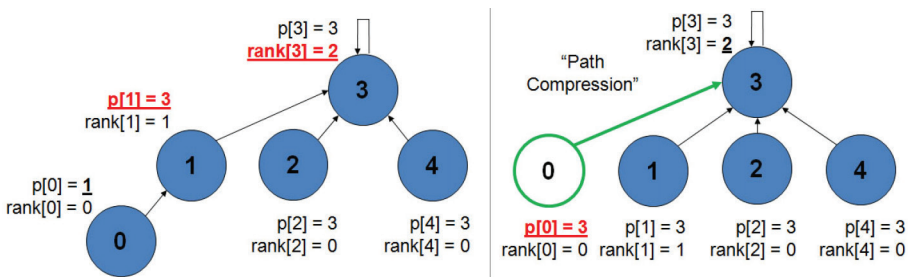 p[3] = 3
rank[3] = 2
3
p[1] = 3
rank[1] = 1
1
2
4
p[0] = 1
rank[0] = 0
0
p[2] = 3
rank[2] = 0
p[4] = 3
rank[4] = 0
p[3] = 3
rank[3] = 2
“Path
Compression”
3
0
1
2
4
p[0] = 3
rank[0] = 0
p[1] = 3
rank[1] = 1
p[2] = 3
rank[2] = 0
p[4] = 3
rank[4] = 0